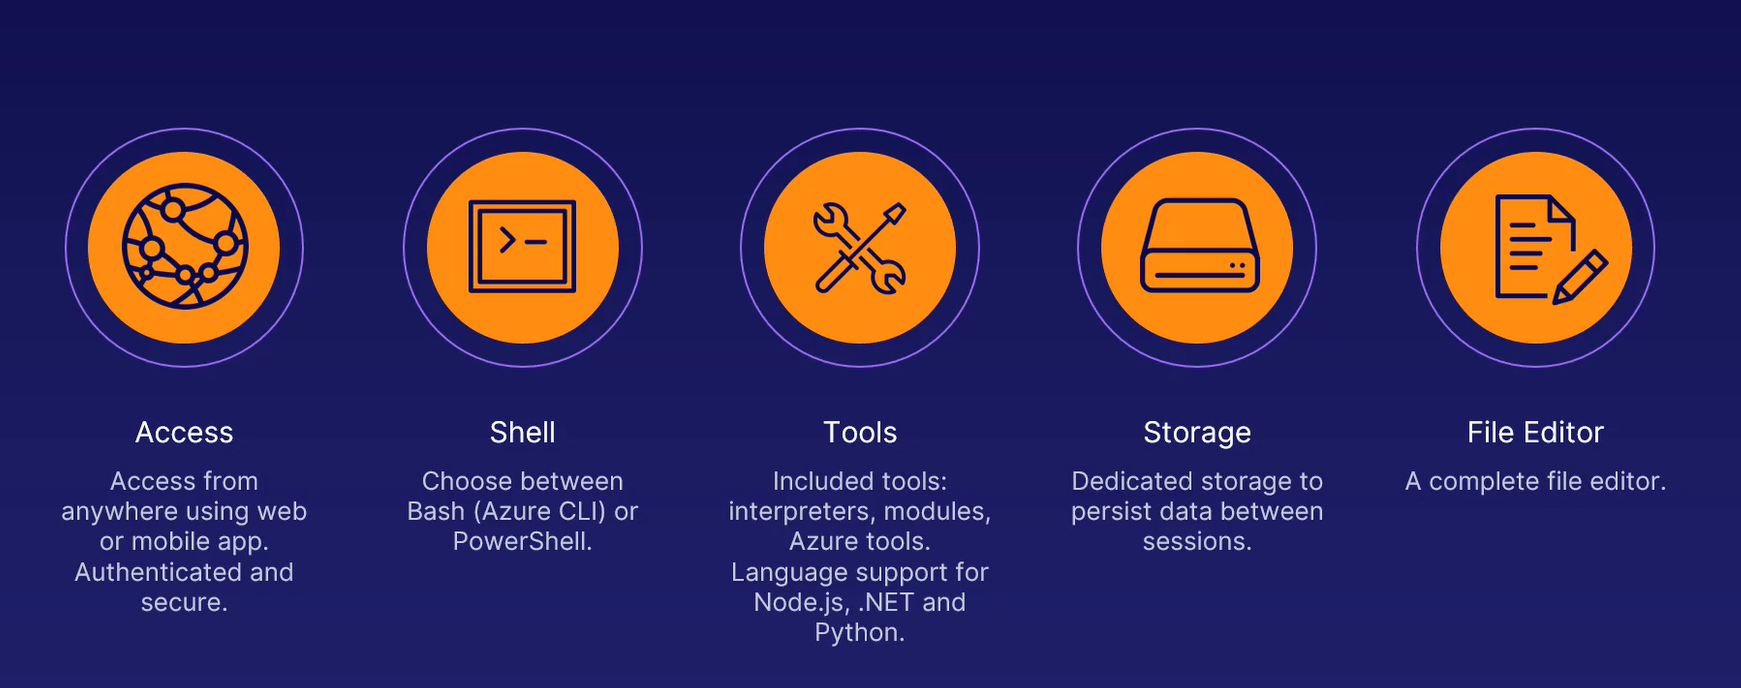 Access
Access from
anywhere using web
or mobile app.
Authenticated and
secure.
Shell
Choose between
Bash (Azure CLI) or
PowerShell.
Tools
Included tools:
interpreters, modules,
Azure tools.
Language support for
Node.js, .NET and
Python.
Storage
Dedicated storage to
persist data between
sessions.
File Editor
A complete file editor.